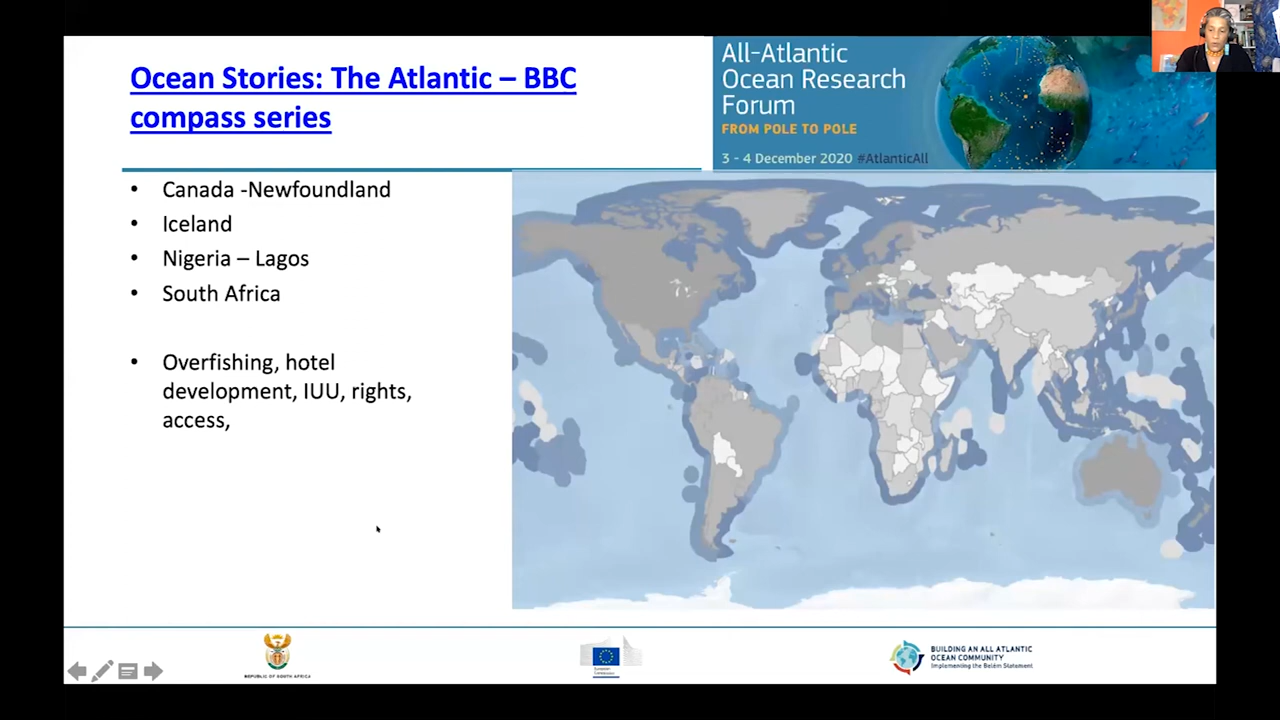 Ocean Stories: The Atlantic – BBC
compass series
All-Atlantic
Ocean Research
Forum
FROM POLE TO POLE
3 - 4 December 2020 #AtlanticAll
• Canada -Newfoundland
• Iceland
• Nigeria – Lagos
• South Africa
• Overfishing, hotel
development, IUU, rights,
access,
REPUBLIC OF SOUTH AFRICA
European
Commission
BUILDING AN ALL ATLANTIC
OCEAN COMMUNITY
Implementing the Belém Statement